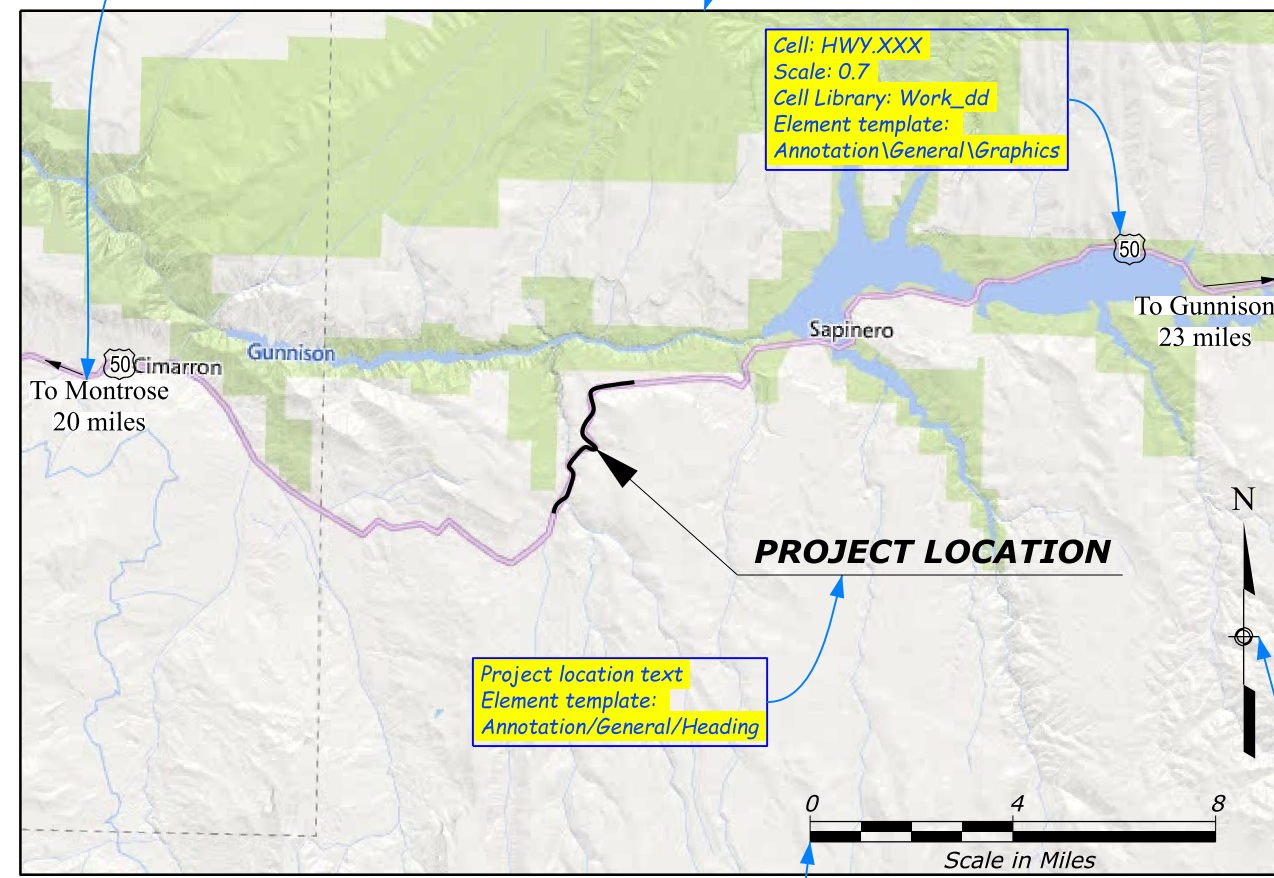 Cell: HWY.XXX
Scale: 0.7
Cell Library: Work_dd
Element template:
Annotation\General\Graphics
50
To Gunnison
23 miles
Sapinero
Gunnison
50
Cimarron
To Montrose
20 miles
N
PROJECT LOCATION
Project location text
Element template:
Annotation/General/Heading
0 4 8
Scale in Miles